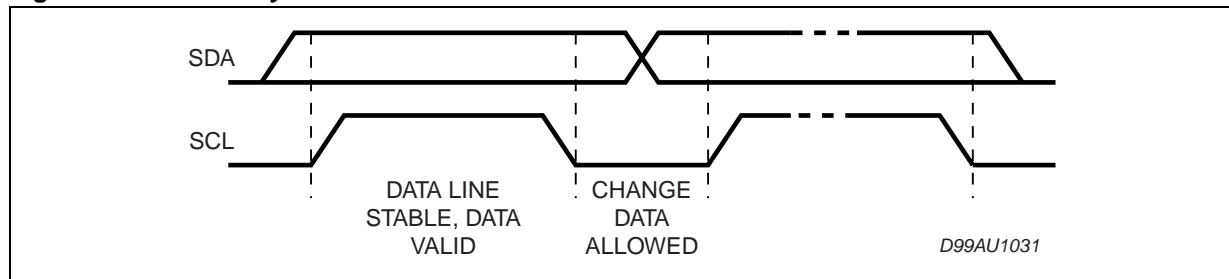 SDA
SCL
DATA LINE
STABLE, DATA
VALID
CHANGE
DATA
ALLOWED
D99AU1031